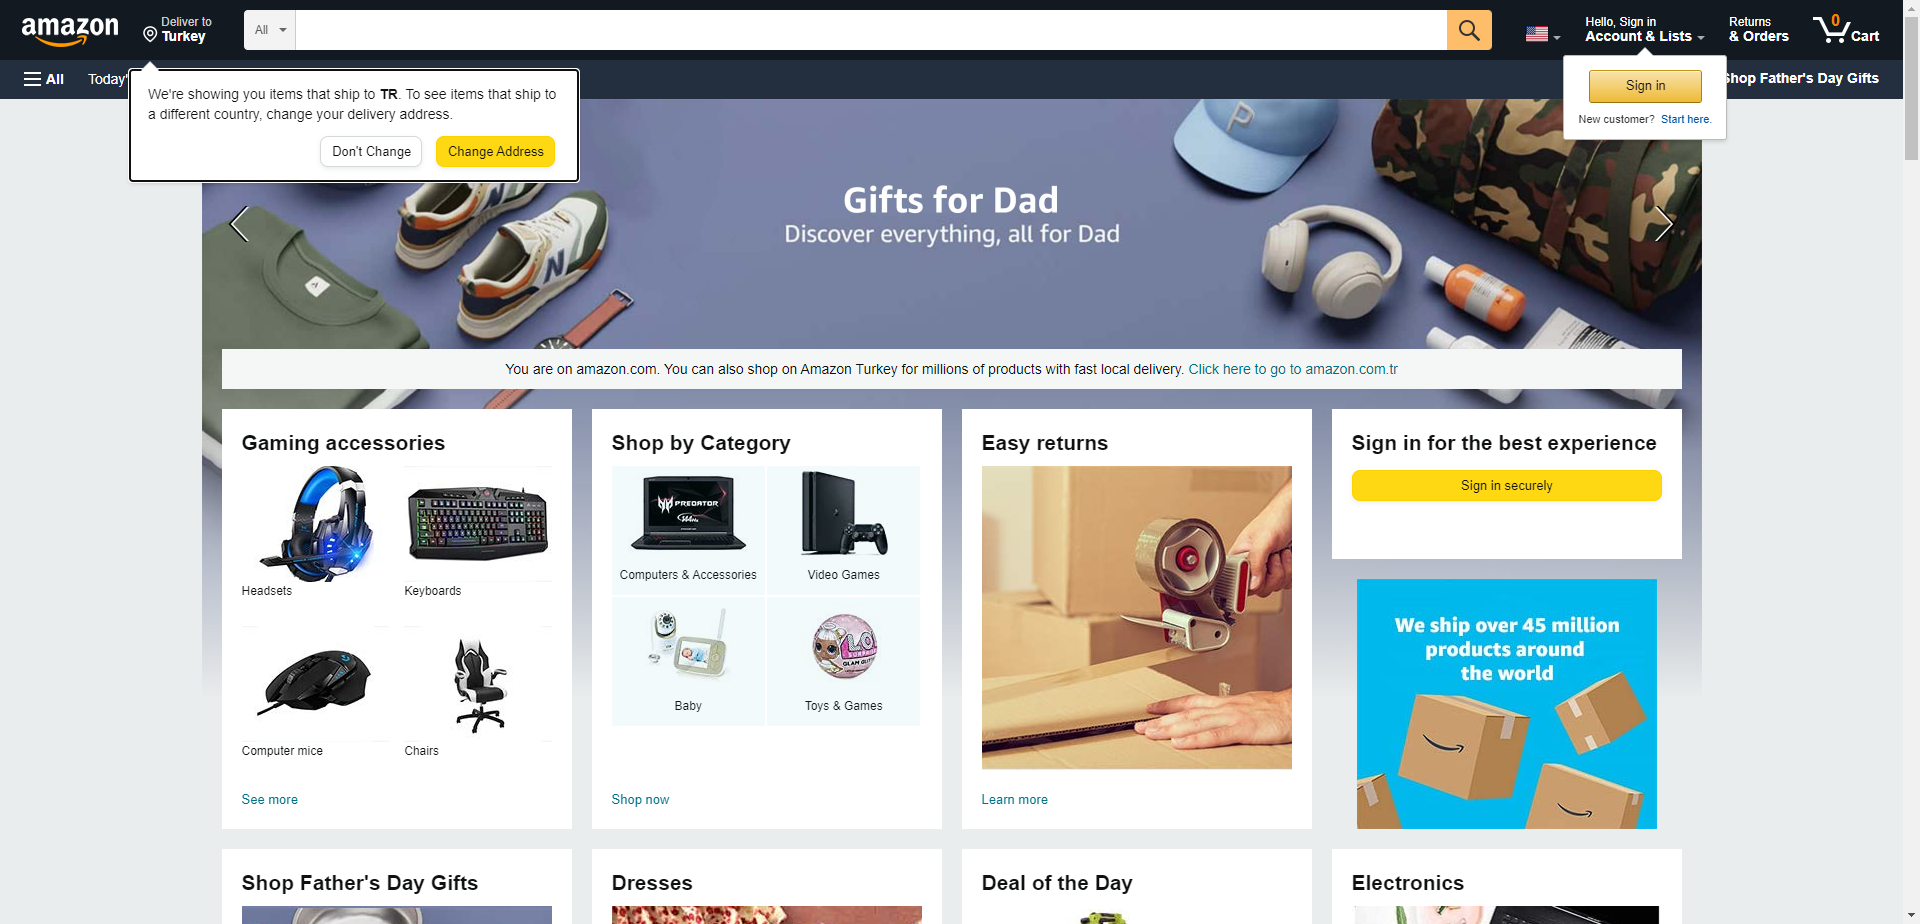 amazon
Deliver to
Turkey
All
Hello, Sign in
Account & Lists
Returns
& Orders
0
Cart
All
Today'
Shop Father's Day Gifts
We're showing you items that ship to TR. To see items that ship to
a different country, change your delivery address.
Don't Change
Change Address
Sign in
New customer? Start here.
Gifts for Dad
Discover everything, all for Dad
You are on amazon.com. You can also shop on Amazon Turkey for millions of products with fast local delivery. Click here to go to amazon.com.tr
Gaming accessories
Headsets
Keyboards
Computer mice
Chairs
See more
Shop by Category
PREDATOR
Computers & Accessories
Video Games
Baby
L.O.L.
SURPRISE
Toys & Games
Shop now
Easy returns
Learn more
Sign in for the best experience
Sign in securely
We ship over 45 million
products around
the world
Shop Father's Day Gifts
Dresses
Deal of the Day
Electronics